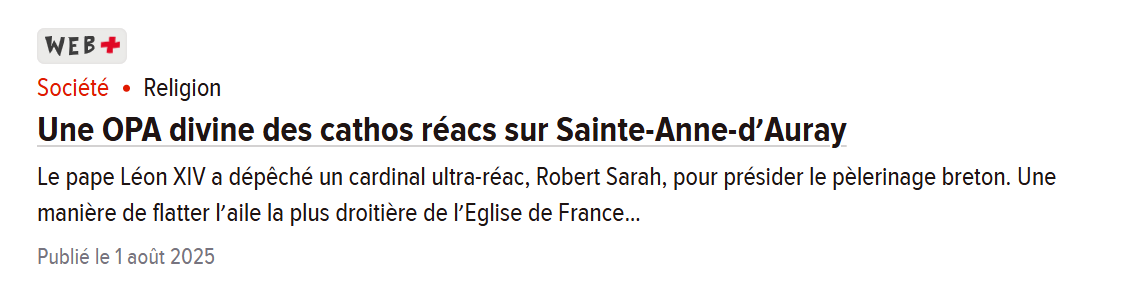 WEB+
Société • Religion
Une OPA divine des cathos réacs sur Sainte-Anne-d’Auray
Le pape Léon XIV a dépêché un cardinal ultra-réac, Robert Sarah, pour présider le pèlerinage breton. Une
manière de flatter l’aile la plus droitière de l’Eglise de France...
Publié le 1 août 2025